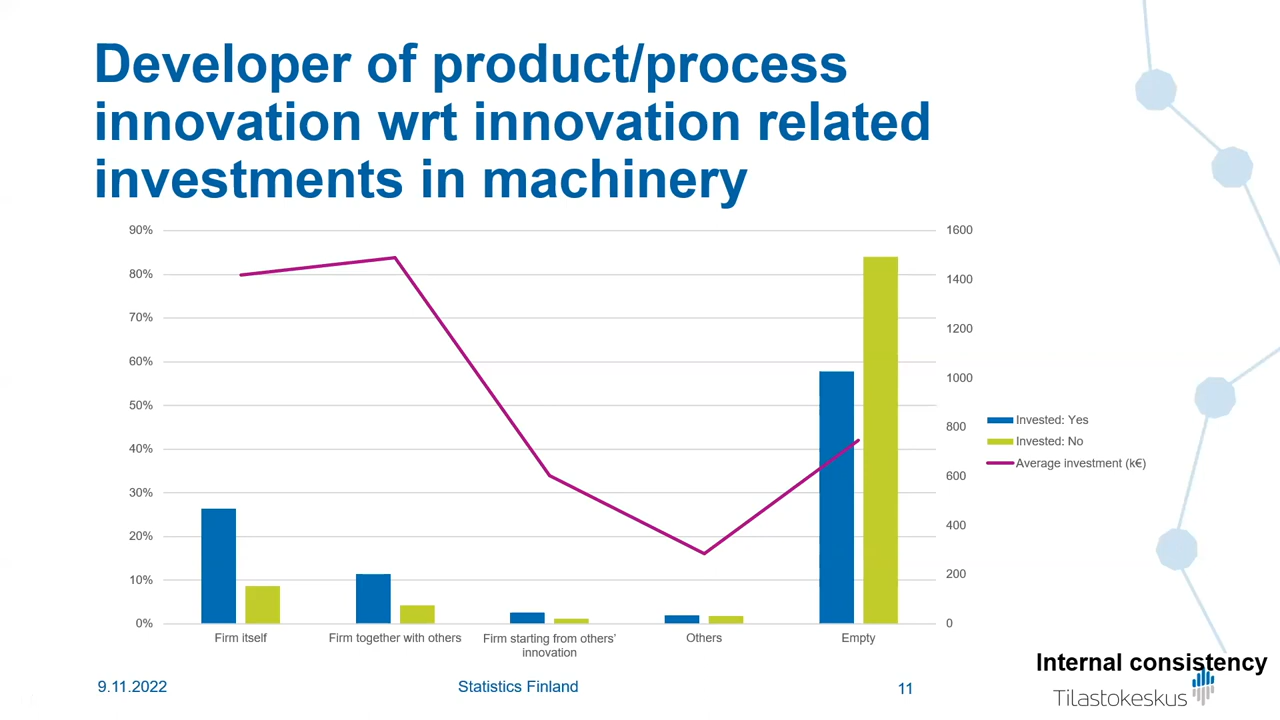 Developer of product/process
innovation wrt innovation related
investments in machinery
90%
80%
70%
60%
50%
40%
30%
20%
10%
0%
1600
1400
1200
1000
800
600
400
200
0
Firm itself
Firm together with others
Firm starting from others'
innovation
Others
Empty
Invested: Yes
Invested: No
Average investment (k€)
Internal consistency
9.11.2022
Statistics Finland
11
Tilastokeskus